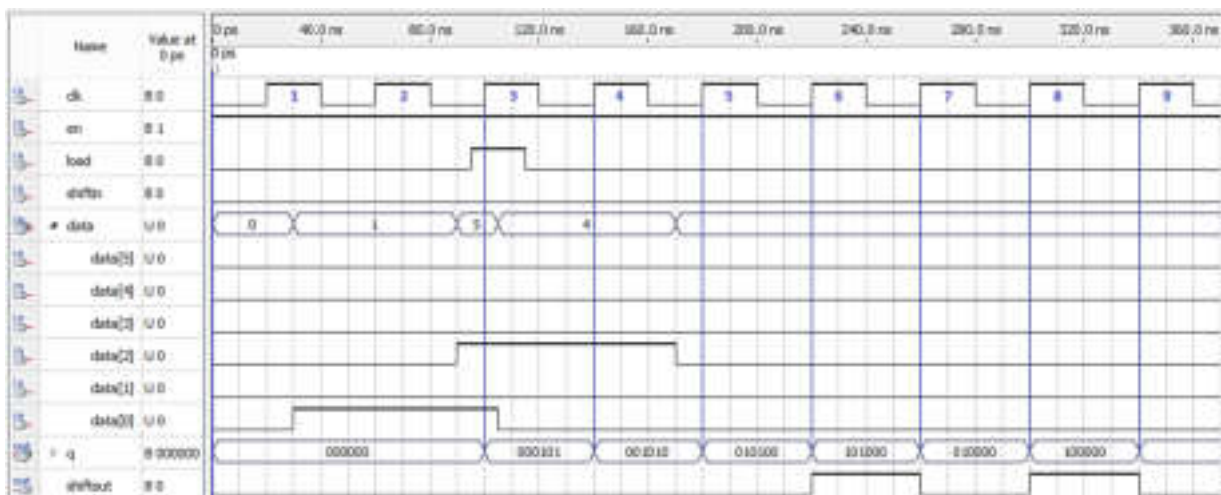 Name Value at 0 ps 0 ps 40.0 ns 80.0 ns 120.0 ns 160.0 ns 200.0 ns 240.0 ns 280.0 ns 320.0 ns 360.0 ns
0 ps
clk B 0 1 2 3 4 5 6 7 8 9
en B 1
load B 0
shiftin B 0
data U 0 0 1 5 4
data[5] U 0
data[4] U 0
data[3] U 0
data[2] U 0
data[1] U 0
data[0] U 0
q B 000000 000000 000101 001010 010100 101000 010000 100000
shiftout B 0